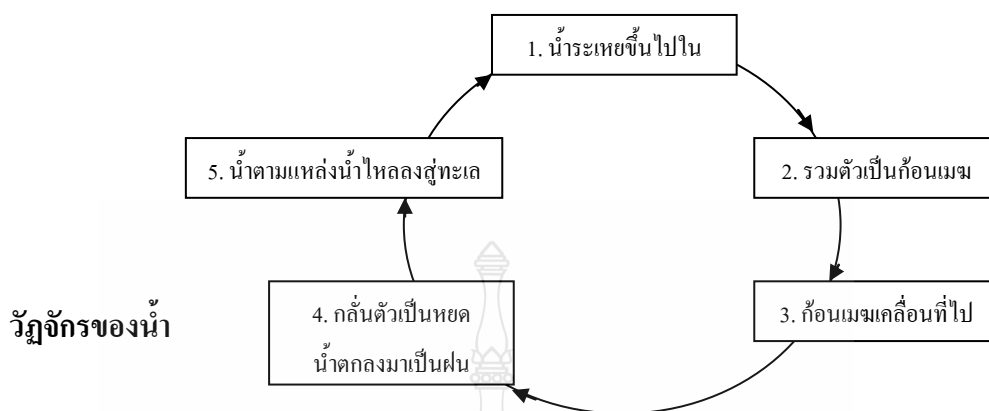 1. น้ำระเหยขึ้นไปใน
2. รวมตัวเป็นก้อนเมฆ
3. ก้อนเมฆเคลื่อนที่ไป
4. กลั่นตัวเป็นหยด
น้ำตกลงมาเป็นฝน
5. น้ำตามแหล่งน้ำไหลลงสู่ทะเล
วัฏจักรของน้ำ